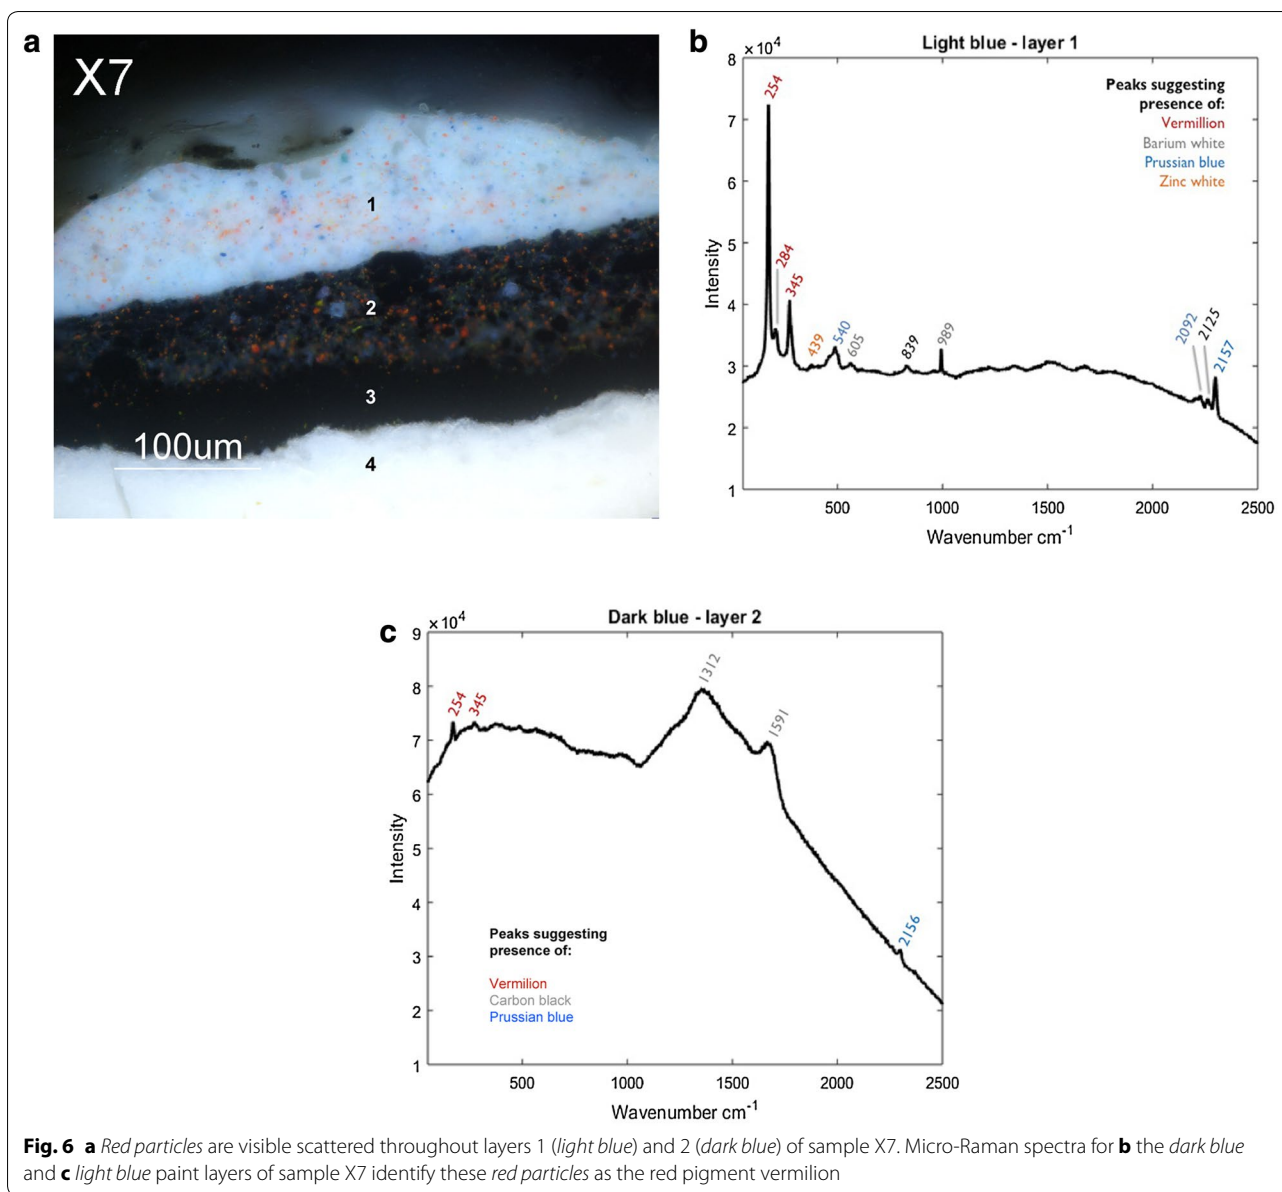 a
X7
1
2
3
4
100um
b
Light blue - layer 1
×10⁴
8
7
6
5
4
3
2
1
Intensity
500
1000
1500
2000
2500
Wavenumber cm⁻¹
Peaks suggesting
presence of:
Vermillion
Barium white
Prussian blue
Zinc white
254
284
345
439
540
605
839
989
2092
2125
2157
c
Dark blue - layer 2
×10⁴
9
8
7
6
5
4
3
2
1
Intensity
500
1000
1500
2000
2500
Wavenumber cm⁻¹
254
345
1312
1591
2156
Peaks suggesting
presence of:
Vermilion
Carbon black
Prussian blue
Fig. 6 a Red particles are visible scattered throughout layers 1 (light blue) and 2 (dark blue) of sample X7. Micro-Raman spectra for b the dark blue
and c light blue paint layers of sample X7 identify these red particles as the red pigment vermilion